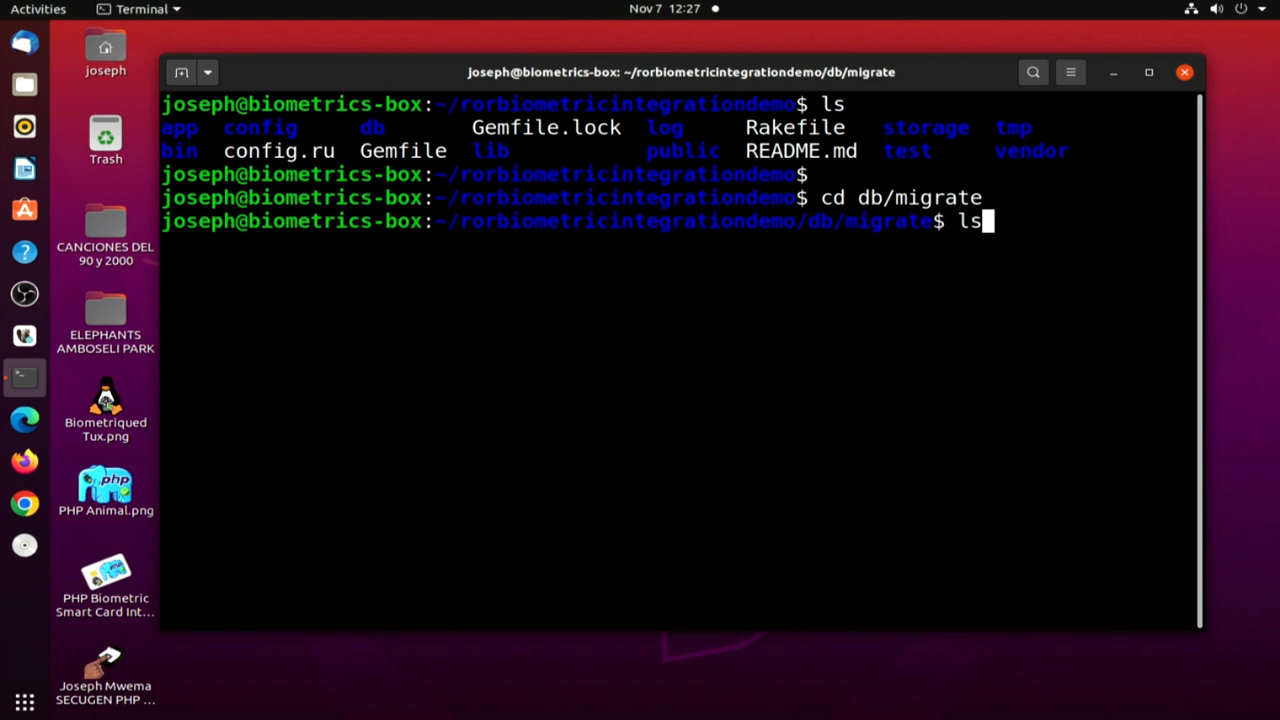 Activities
Terminal
Nov 7 12:27
joseph
Trash
CANCIONES DEL
90 y 2000
ELEPHANTS
AMBOSELI PARK
Biometriqued
Tux.png
php
PHP Animal.png
PHP Biometric
Smart Card Int…
Joseph Mwema
SECUGEN PHP …
joseph@biometrics-box: ~/rorbiometricintegrationdemo/db/migrate
joseph@biometrics-box:~/rorbiometricintegrationdemo$ ls
app config db Gemfile.lock log Rakefile storage tmp
bin config.ru Gemfile lib public README.md test vendor
joseph@biometrics-box:~/rorbiometricintegrationdemo$
joseph@biometrics-box:~/rorbiometricintegrationdemo$ cd db/migrate
joseph@biometrics-box:~/rorbiometricintegrationdemo/db/migrate$ ls